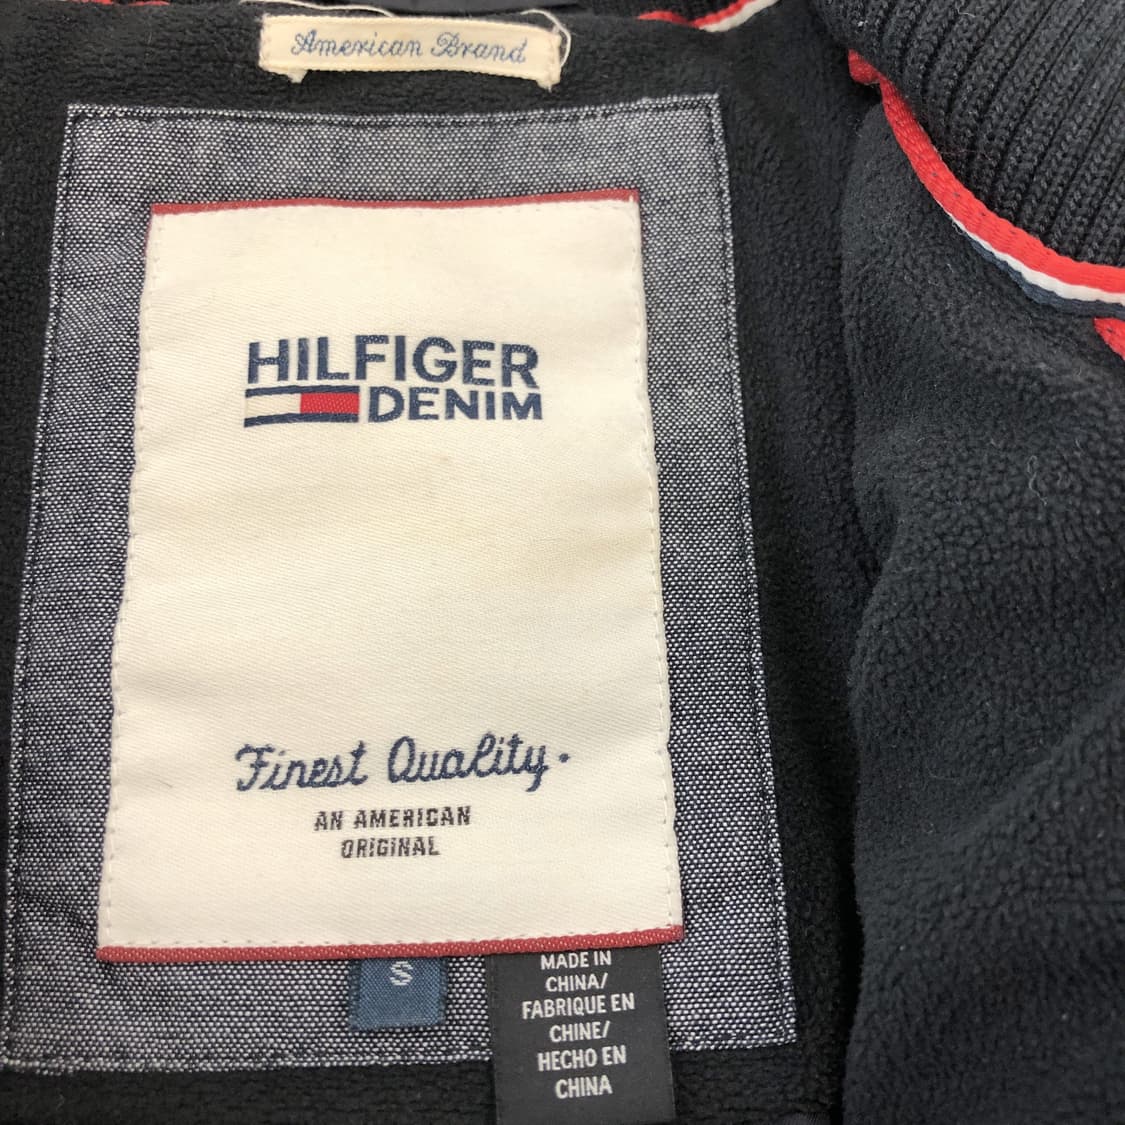 American Brand
HILFIGER
DENIM
Finest Quality.
AN AMERICAN
ORIGINAL
S
MADE IN
CHINA/
FABRIQUE EN
CHINE/
HECHO EN
CHINA